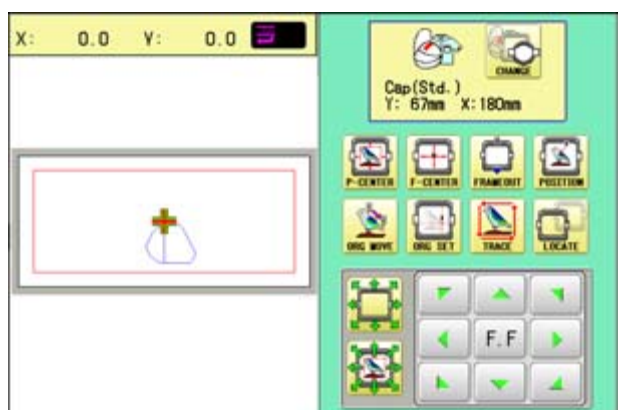 X: 0.0 Y: 0.0
CHANGE
Cap(Std.)
Y: 67mm X:180mm
P-CENTER F-CENTER FRAMEOUT POSITION
ORG MOVE ORG SET TRACE LOCATE
F.F